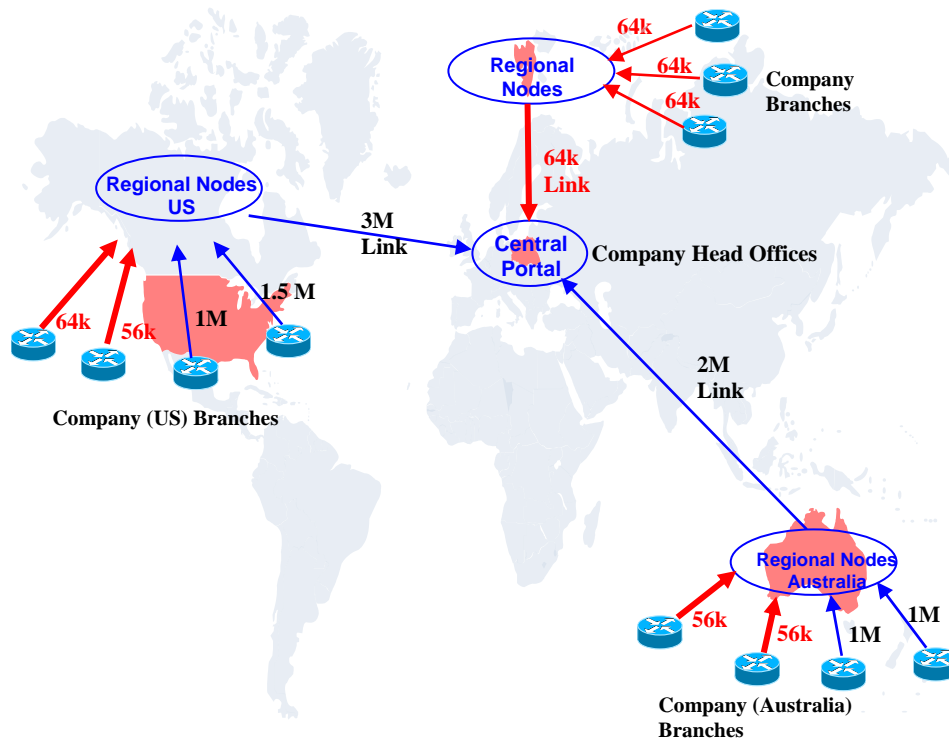 64k
Regional
Nodes
64k
Company
Branches
64k
64k
Link
Regional Nodes
US
3M
Link
Central
Portal
Company Head Offices
1.5 M
64k
56k
1M
2M
Link
Company (US) Branches
Regional Nodes
Australia
56k
56k
1M
1M
Company (Australia)
Branches